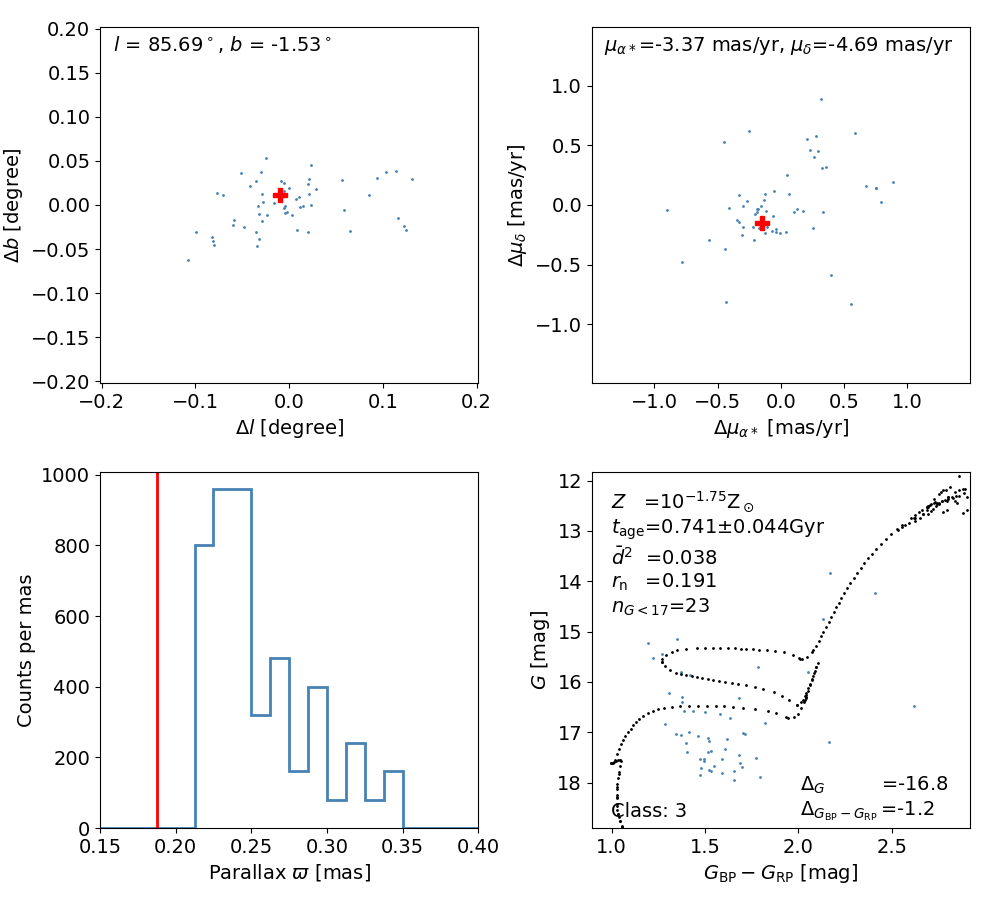 l = 85.69°, b = -1.53°
0.20
0.15
0.10
0.05
0.00
−0.05
−0.10
−0.15
−0.20
Δb [degree]
−0.2 −0.1 0.0 0.1 0.2
Δl [degree]
μα*=-3.37 mas/yr, μδ=-4.69 mas/yr
1.0
0.5
0.0
−0.5
−1.0
Δμδ [mas/yr]
−1.0 −0.5 0.0 0.5 1.0
Δμα* [mas/yr]
1000
800
600
400
200
0
Counts per mas
0.15 0.20 0.25 0.30 0.35 0.40
Parallax ϖ [mas]
12
13
14
15
16
17
18
G [mag]
Z =10^−1.75 Z⊙
t_age=0.741±0.044Gyr
d̄² =0.038
r_n =0.191
n_G<17=23
Δ_G =-16.8
Δ_GBP−GRP =-1.2
Class: 3
1.0 1.5 2.0 2.5
G_BP − G_RP [mag]